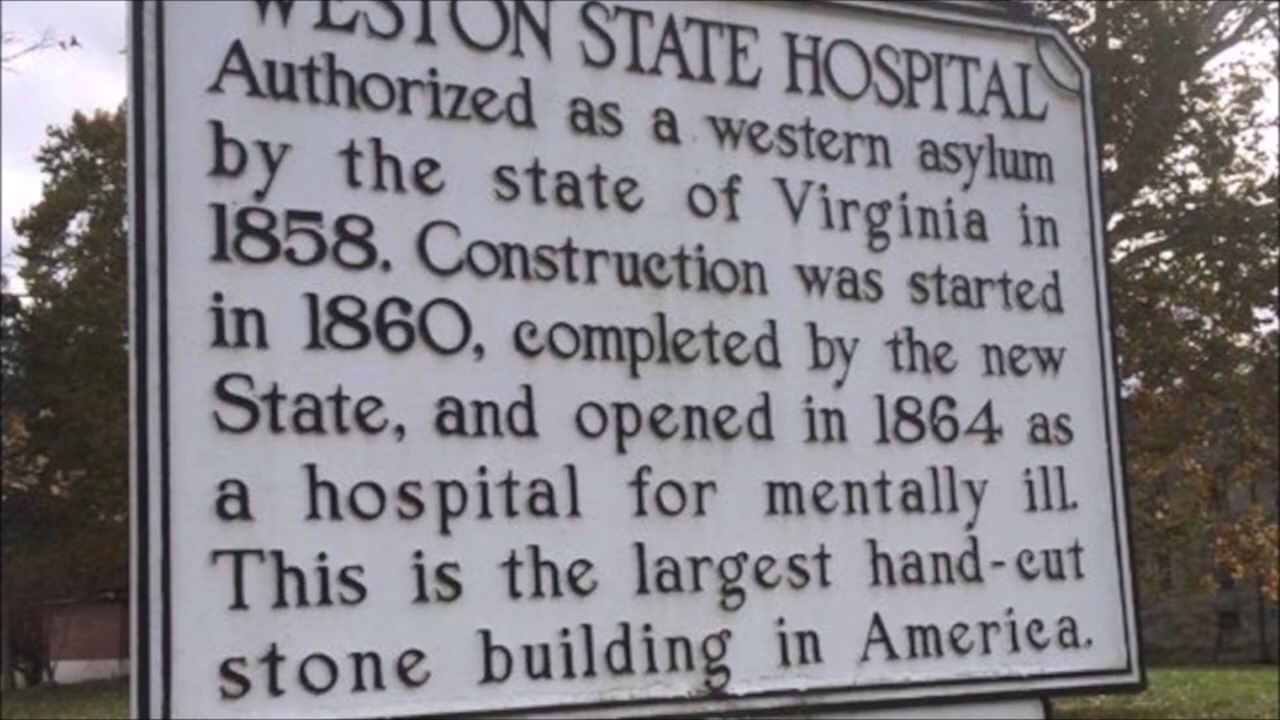 WESTON STATE HOSPITAL
Authorized as a western asylum
by the state of Virginia in
1858. Construction was started
in 1860, completed by the new
State, and opened in 1864 as
a hospital for mentally ill.
This is the largest hand-cut
stone building in America.